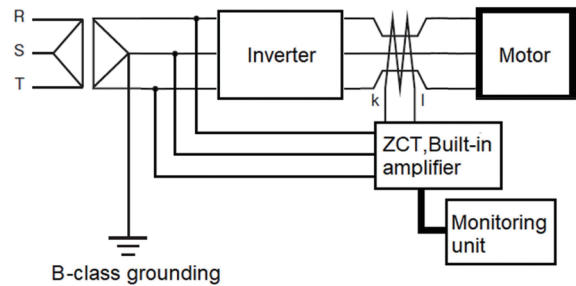 R
S
T
Inverter
Motor
k
l
ZCT,Built-in
amplifier
Monitoring
unit
B-class grounding